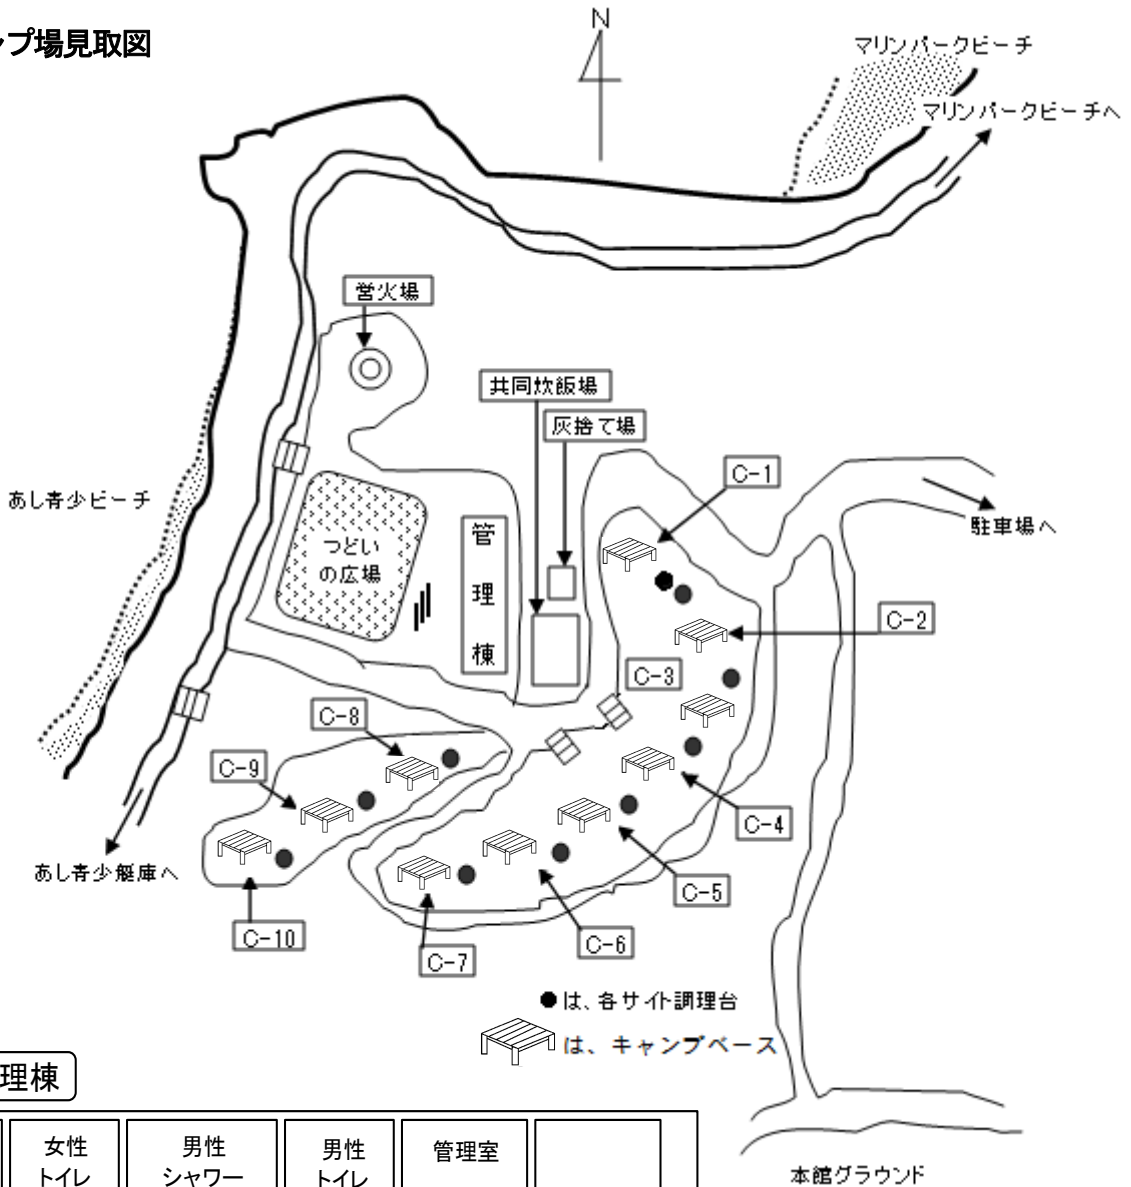 プ場見取図
N
マリンパークビーチ
マリンパークビーチへ
営火場
共同炊飯場
灰捨て場
C-1
あし青少ビーチ
駐車場へ
つどい
の広場
管理棟
C-2
C-3
C-8
C-9
C-4
あし青少艇庫へ
C-5
C-10
C-6
C-7
●は、各サイト調理台
は、キャンプベース
理棟
女性
トイレ
男性
シャワー
男性
トイレ
管理室
本館グラウンド